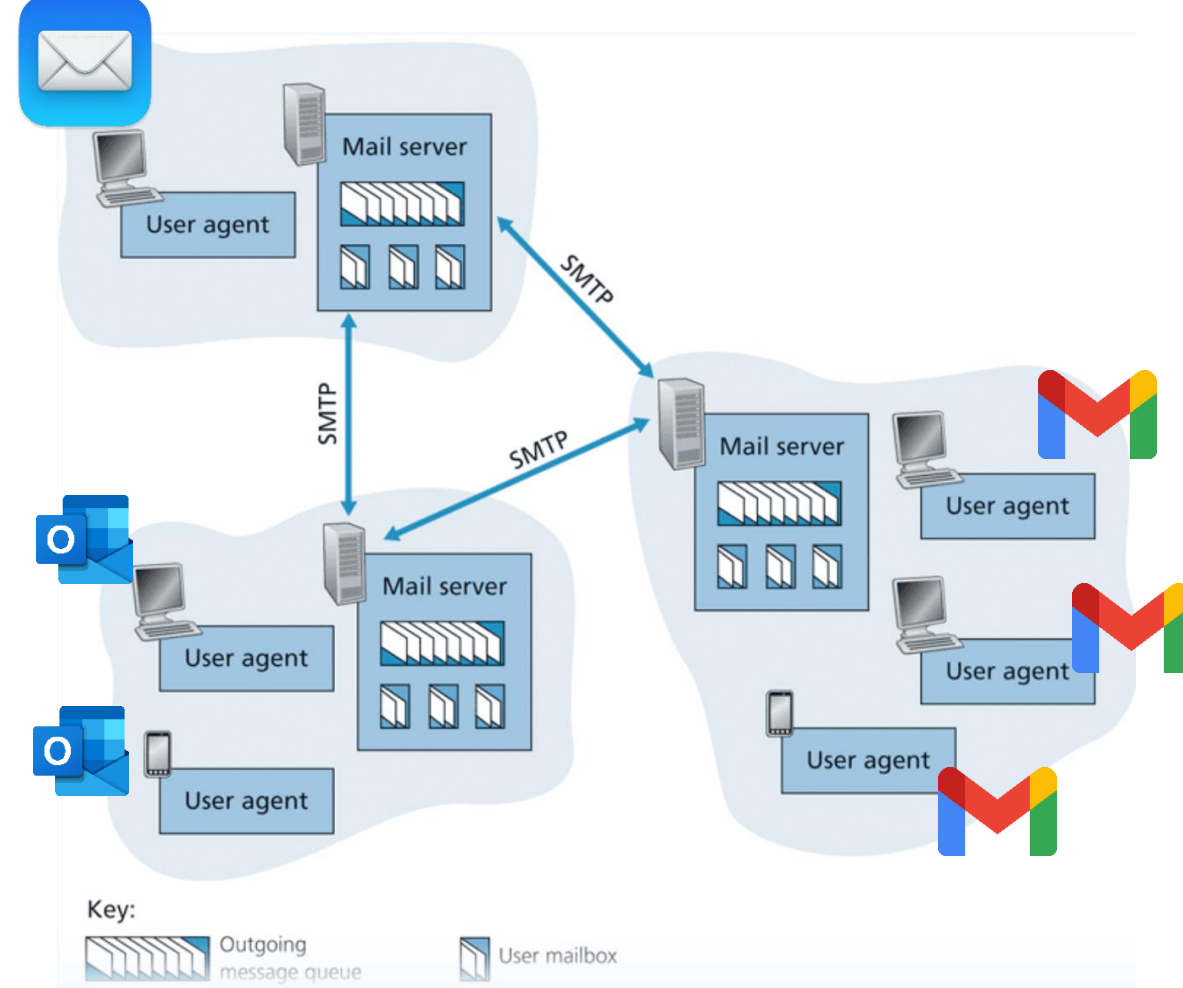 Mail server
User agent
SMTP
SMTP
SMTP
Mail server
User agent
User agent
Mail server
User agent
User agent
User agent
O
O
Key:
Outgoing
message queue
User mailbox